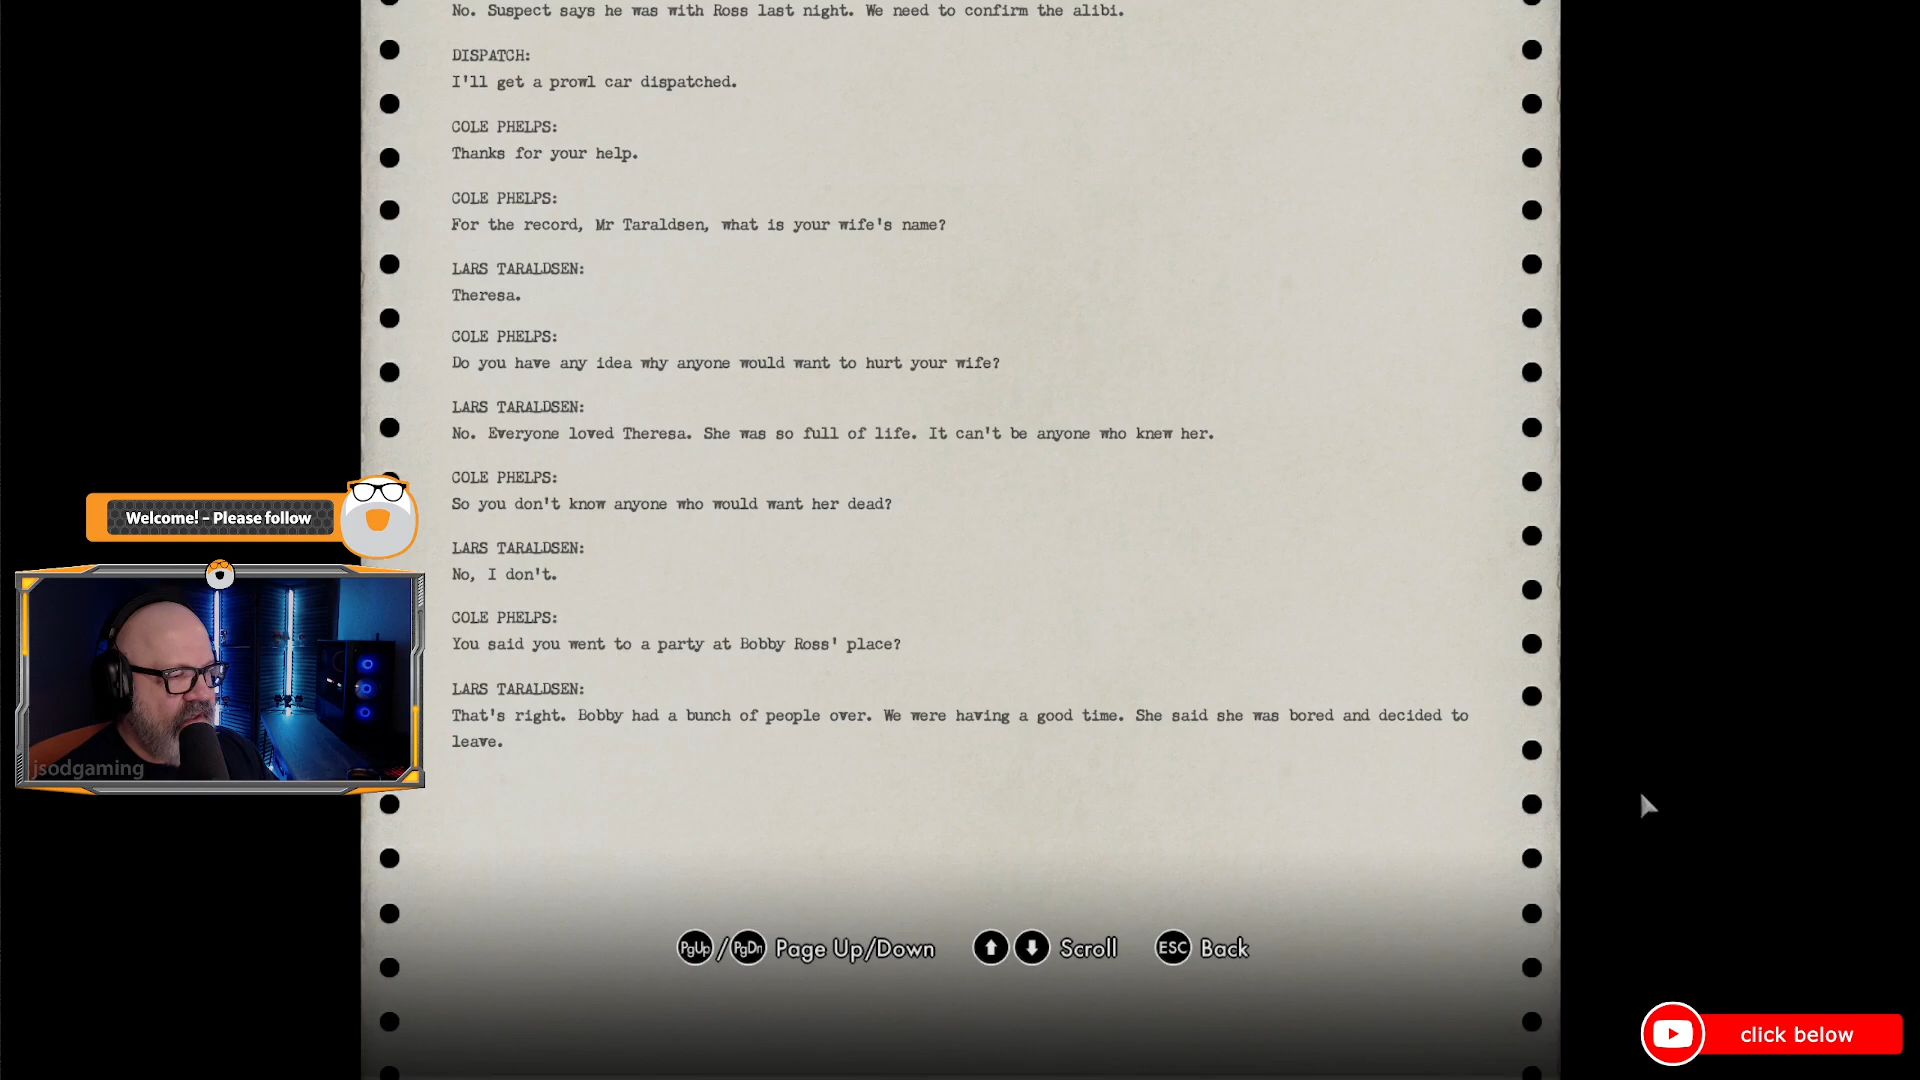 No. Suspect says he was with Ross last night. We need to confirm the alibi.
DISPATCH:
I'll get a prowl car dispatched.
COLE PHELPS:
Thanks for your help.
COLE PHELPS:
For the record, Mr Taraldsen, what is your wife's name?
LARS TARALDSEN:
Theresa.
COLE PHELPS:
Do you have any idea why anyone would want to hurt your wife?
LARS TARALDSEN:
No. Everyone loved Theresa. She was so full of life. It can't be anyone who knew her.
COLE PHELPS:
So you don't know anyone who would want her dead?
LARS TARALDSEN:
No, I don't.
COLE PHELPS:
You said you went to a party at Bobby Ross' place?
LARS TARALDSEN:
That's right. Bobby had a bunch of people over. We were having a good time. She said she was bored and decided to
leave.
Welcome! - Please follow
jsodgaming
PgUp / PgDn Page Up/Down Scroll ESC Back
click below